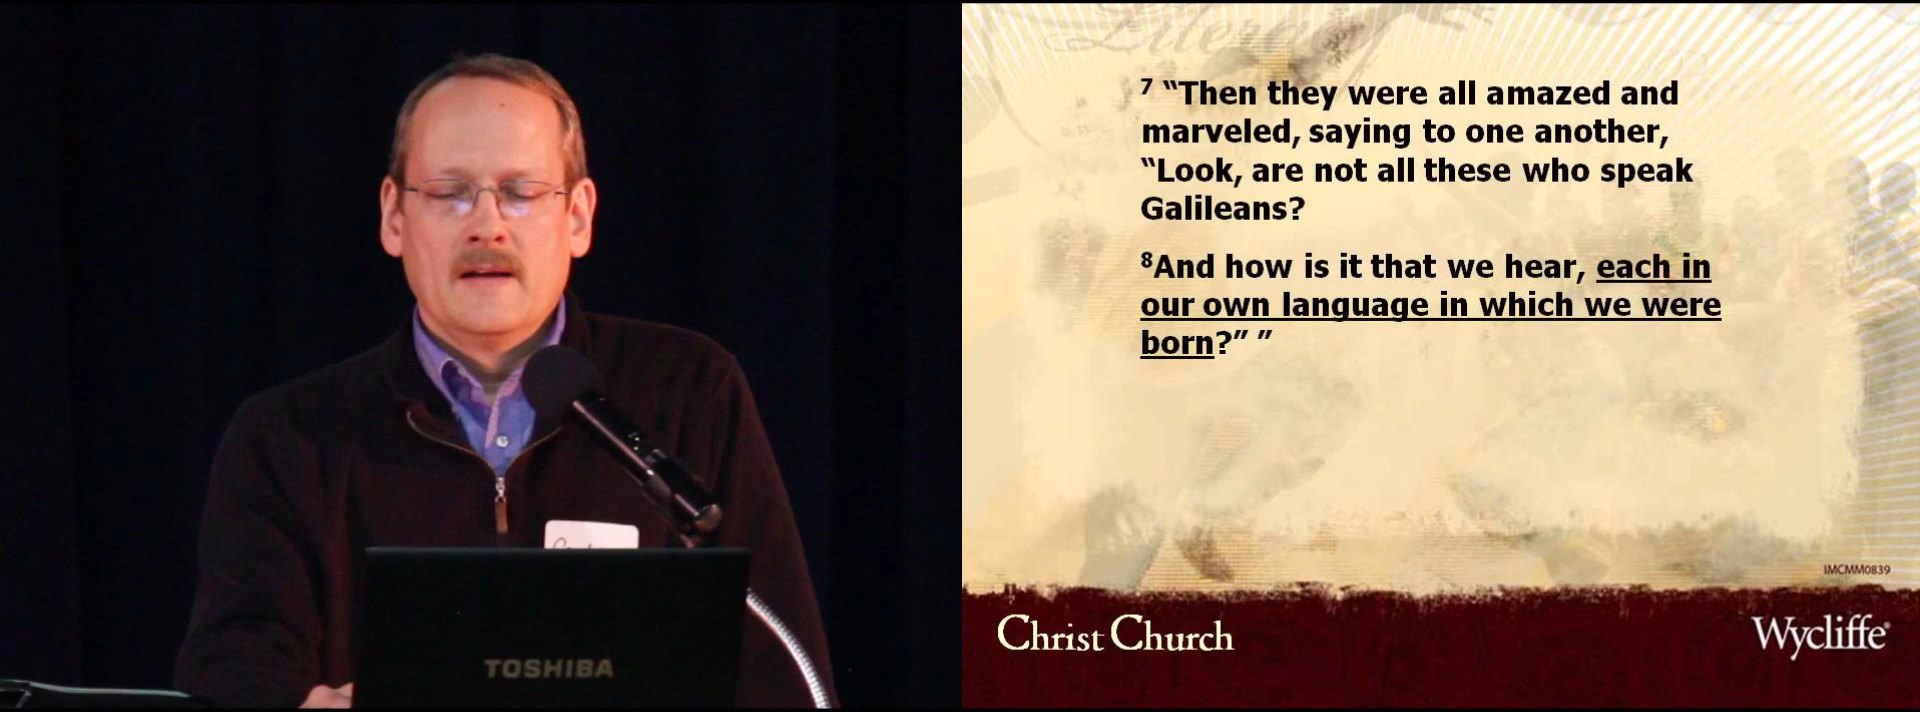 Literacy
7 “Then they were all amazed and
marveled, saying to one another,
“Look, are not all these who speak
Galileans?
8And how is it that we hear, each in
our own language in which we were
born?” ”
IMCMM0839
Christ Church
Wycliffe®
TOSHIBA